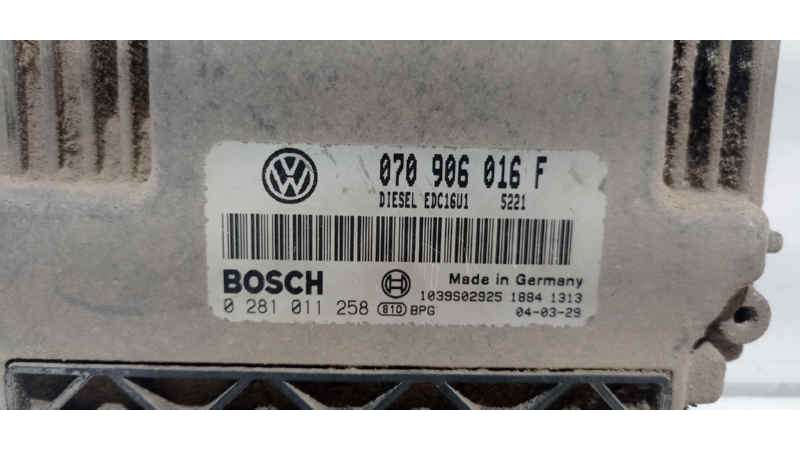 070 906 016 F
DIESEL EDC16U1 5221
BOSCH
Made in Germany
0 281 011 258 810 BPG
1039S02925 1884 1313
04-03-29